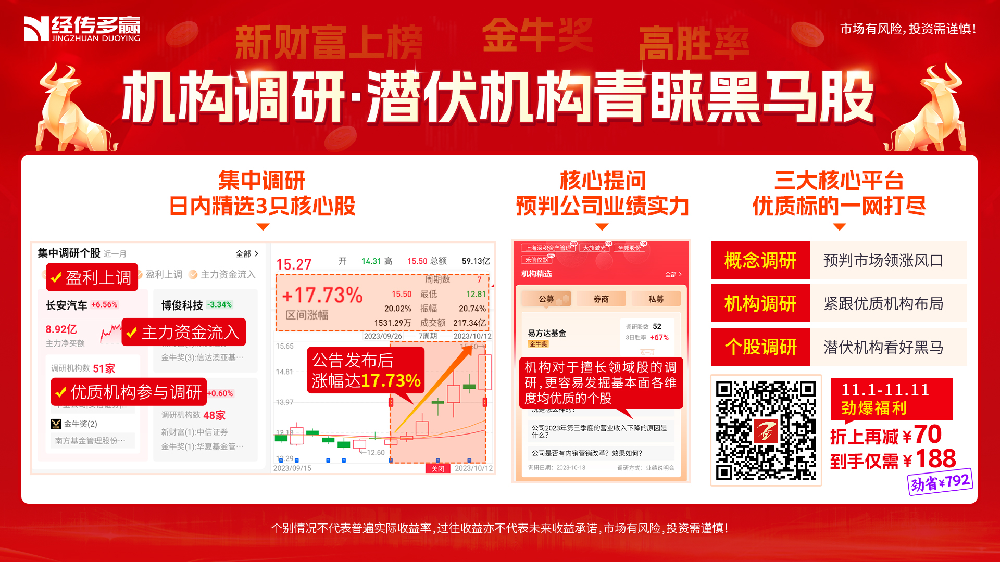 经传多赢
JINGZHUAN DUOYING
新财富上榜
金牛奖
高胜率
市场有风险,投资需谨慎!
机构调研·潜伏机构青睐黑马股
集中调研
日内精选3只核心股
集中调研个股 近一月
全部
盈利上调
盈利上调
主力资金流入
长安汽车 +6.56%
8.92亿
主力净买额
主力资金流入
调研机构数 51家
优质机构参与调研
金牛奖(2)
南方基金管理股份…
博俊科技 -3.34%
金牛奖(3):信达澳亚基…
+0.60%
调研机构数 48家
新财富(1):中信证券
金牛奖(1):华夏基金管…
15.27
开 14.31 高 15.50 总额 59.13亿
+17.73%
区间涨幅
周期数 7
15.50 最低 12.81
20.02% 振幅 20.74%
1531.29万 成交额 217.34亿
2023/09/26 7周期 2023/10/12
15.65
15.50→
公告发布后
涨幅达17.73%
14.81
13.97
13.13
←12.60
12.29
2023/09/15
关闭
2023/10/12
核心提问
预判公司业绩实力
上海深积资产管理 top
大族激光 hot
圣邦股份 hot
禾信仪器 new
机构精选
全部
公募
券商
私募
易方达基金
金牛奖
调研股数 52
3日胜率 +67%
近一月
机构对于擅长领域股的调
研,更容易发掘基本面各维
度均优质的个股
况是怎么样的?
公司2023年第三季度的营业收入下降的原因是
什么?
公司是否有内销营销改革?效果如何?
调研日期: 2023-10-18
调研方式: 业绩说明会
三大核心平台
优质标的一网打尽
概念调研
预判市场领涨风口
机构调研
紧跟优质机构布局
个股调研
潜伏机构看好黑马
11.1-11.11
劲爆福利
折上再减¥70
到手仅需¥188
劲省¥792
个别情况不代表普遍实际收益率,过往收益亦不代表未来收益承诺,市场有风险,投资需谨慎!